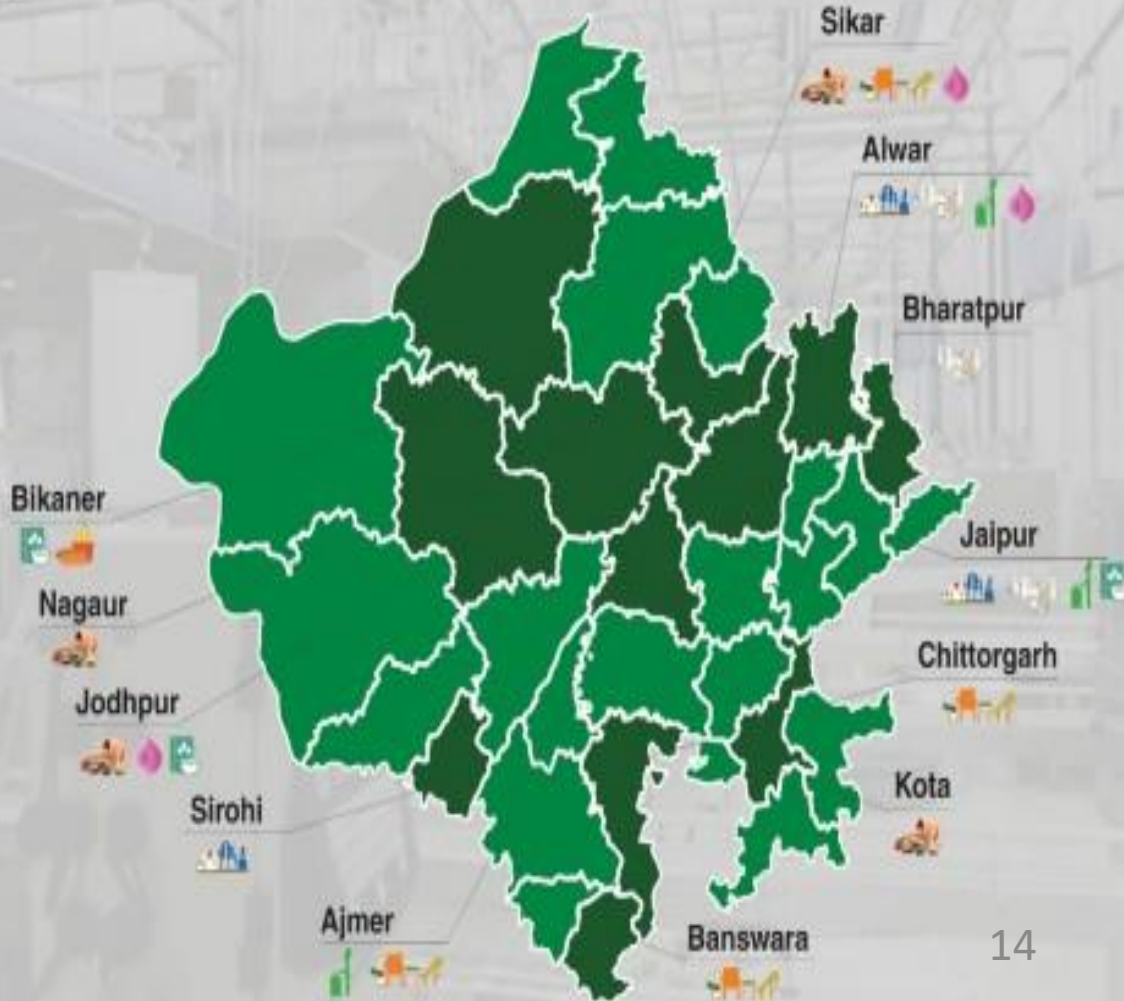 Sikar
Alwar
Bharatpur
Bikaner
Jaipur
Nagaur
Chittorgarh
Jodhpur
Kota
Sirohi
Ajmer
Banswara
14